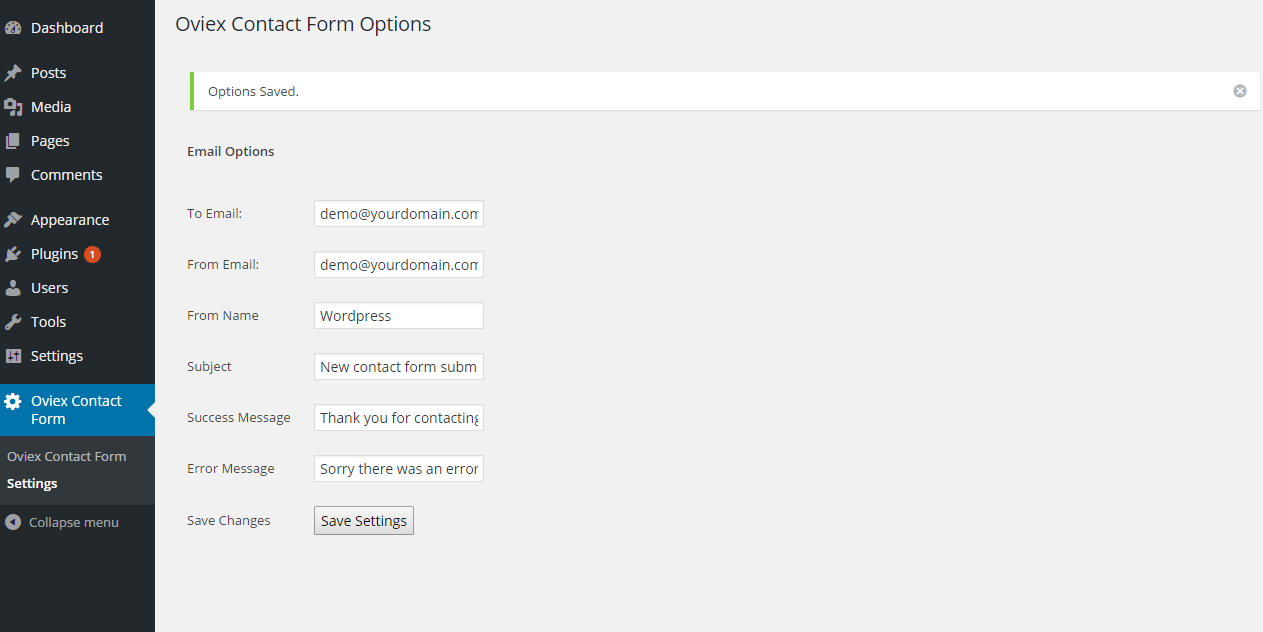 Dashboard
Posts
Media
Pages
Comments
Appearance
Plugins 1
Users
Tools
Settings
Oviex Contact
Form
Oviex Contact Form
Settings
Collapse menu
Oviex Contact Form Options
Options Saved.
Email Options
To Email: demo@yourdomain.com
From Email: demo@yourdomain.com
From Name Wordpress
Subject New contact form subm
Success Message Thank you for contacting
Error Message Sorry there was an error
Save Changes Save Settings